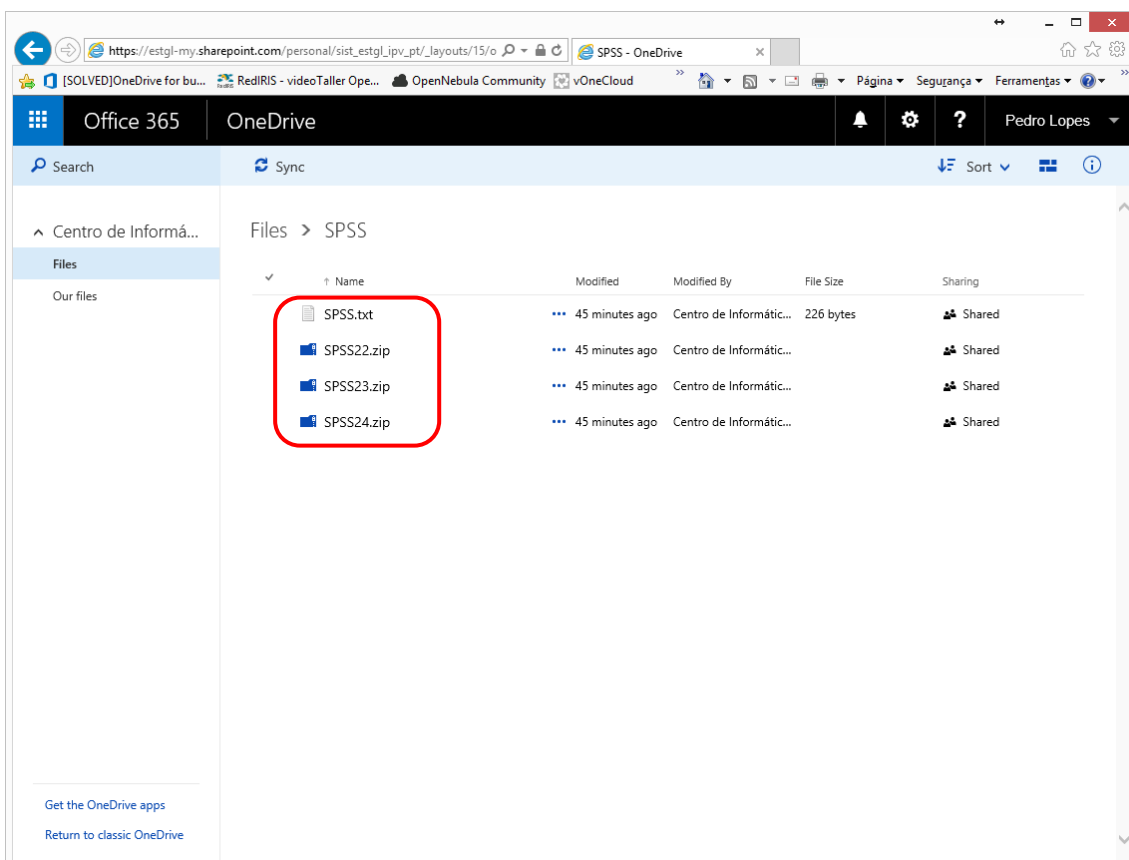 https://estgl-my.sharepoint.com/personal/sist_estgl_ipv_pt/_layouts/15/o
SPSS - OneDrive
[SOLVED]OneDrive for bu... RedIRIS - videoTaller Ope... OpenNebula Community vOneCloud Página Segurança Ferramentas
Office 365 OneDrive ? Pedro Lopes
Search Sync Sort
Centro de Informá...
Files > SPSS
Files
Our files
Name Modified Modified By File Size Sharing
SPSS.txt ... 45 minutes ago Centro de Informátic... 226 bytes Shared
SPSS22.zip ... 45 minutes ago Centro de Informátic... Shared
SPSS23.zip ... 45 minutes ago Centro de Informátic... Shared
SPSS24.zip ... 45 minutes ago Centro de Informátic... Shared
Get the OneDrive apps
Return to classic OneDrive